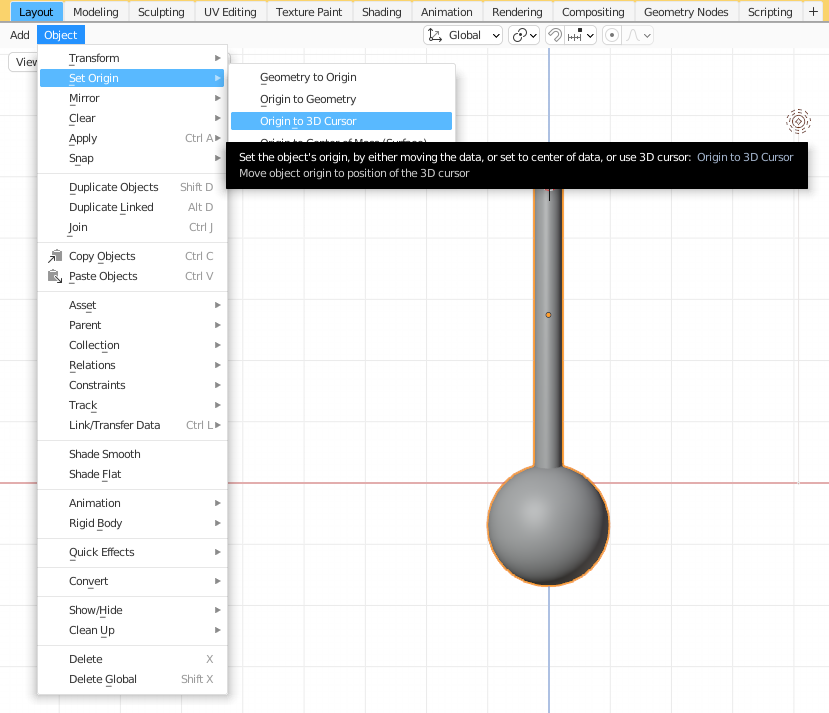 Layout Modeling Sculpting UV Editing Texture Paint Shading Animation Rendering Compositing Geometry Nodes Scripting +
Add Object Global
View
Transform
Set Origin
Mirror
Clear
Apply Ctrl A
Snap
Duplicate Objects Shift D
Duplicate Linked Alt D
Join Ctrl J
Copy Objects Ctrl C
Paste Objects Ctrl V
Asset
Parent
Collection
Relations
Constraints
Track
Link/Transfer Data Ctrl L
Shade Smooth
Shade Flat
Animation
Rigid Body
Quick Effects
Convert
Show/Hide
Clean Up
Delete X
Delete Global Shift X
Geometry to Origin
Origin to Geometry
Origin to 3D Cursor
Origin to Center of Mass (Surface)
Set the object's origin, by either moving the data, or set to center of data, or use 3D cursor: Origin to 3D Cursor
Move object origin to position of the 3D cursor